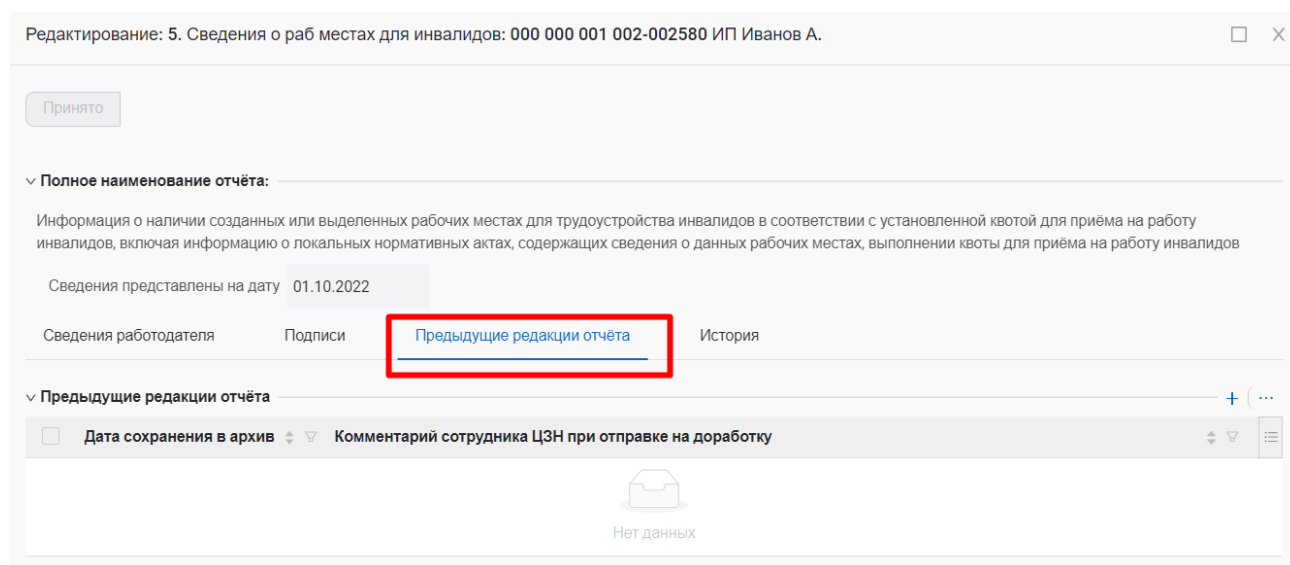 Редактирование: 5. Сведения о раб местах для инвалидов: 000 000 001 002-002580 ИП Иванов А.
Принято
Полное наименование отчёта:
Информация о наличии созданных или выделенных рабочих местах для трудоустройства инвалидов в соответствии с установленной квотой для приёма на работу
инвалидов, включая информацию о локальных нормативных актах, содержащих сведения о данных рабочих местах, выполнении квоты для приёма на работу инвалидов
Сведения представлены на дату 01.10.2022
Сведения работодателя Подписи Предыдущие редакции отчёта История
Предыдущие редакции отчёта
Дата сохранения в архив Комментарий сотрудника ЦЗН при отправке на доработку
Нет данных